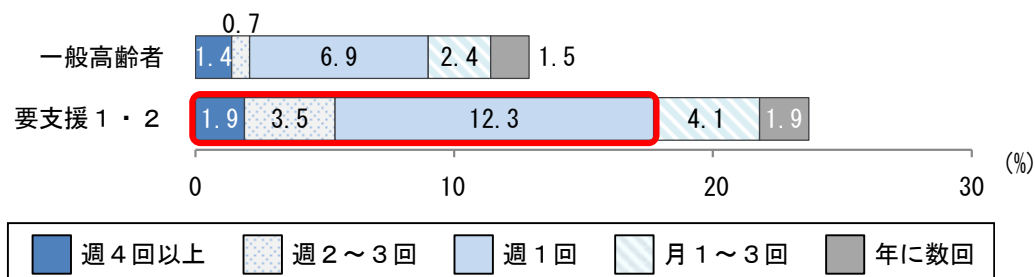 0.7
一般高齢者 1.4 6.9 2.4 1.5
要支援１・２ 1.9 3.5 12.3 4.1 1.9
0 10 20 30 (%)
週４回以上 週２～３回 週１回 月１～３回 年に数回